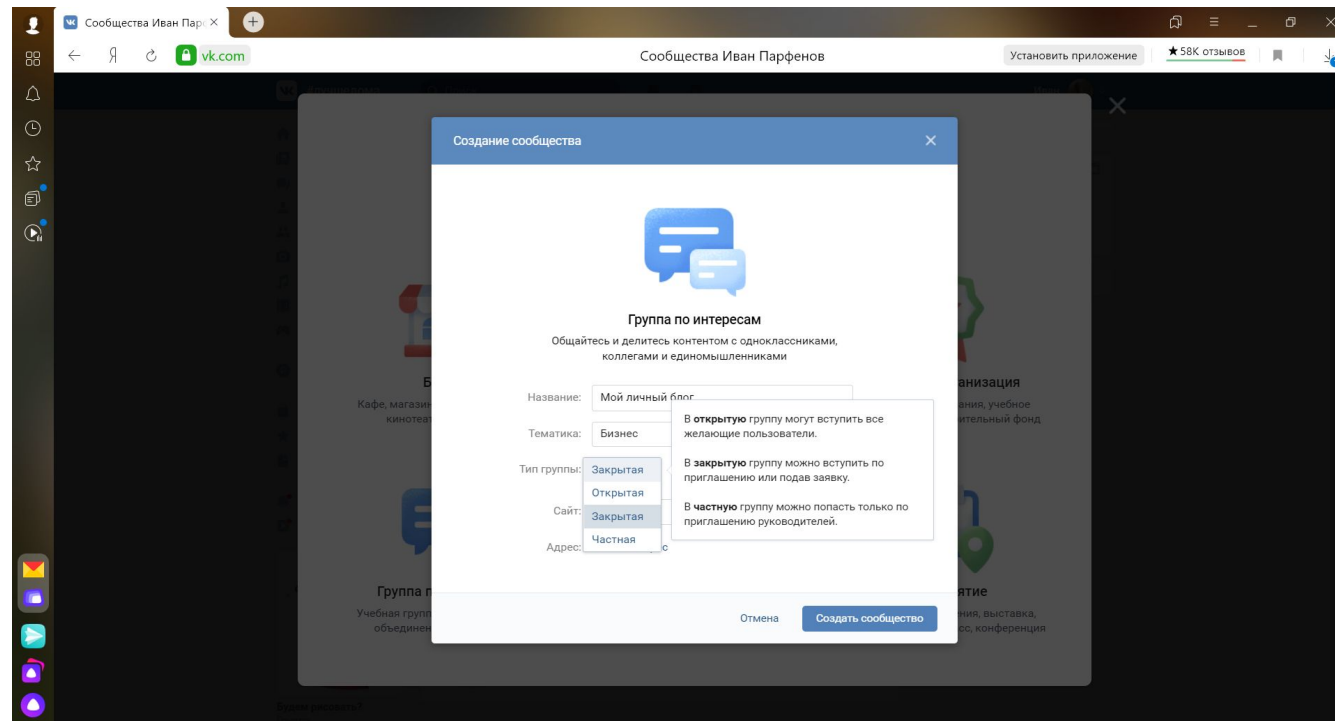 Сообщества Иван Пар
vk.com
Сообщества Иван Парфенов
Установить приложение
★ 58К отзывов
Создание сообщества
Группа по интересам
Общайтесь и делитесь контентом с одноклассниками,
коллегами и единомышленниками
Название: Мой личный блог
Тематика: Бизнес
Тип группы: Закрытая
Открытая
Закрытая
Частная
В открытую группу могут вступить все
желающие пользователи.
В закрытую группу можно вступить по
приглашению или подав заявку.
В частную группу можно попасть только по
приглашению руководителей.
Сайт:
Адрес:
Отмена
Создать сообщество
Кафе, магазин
кинотеат
анизация
ания, учебное
ительный фонд
Группа п
Учебная групп
объединен
ятие
ния, выставка,
сс, конференция